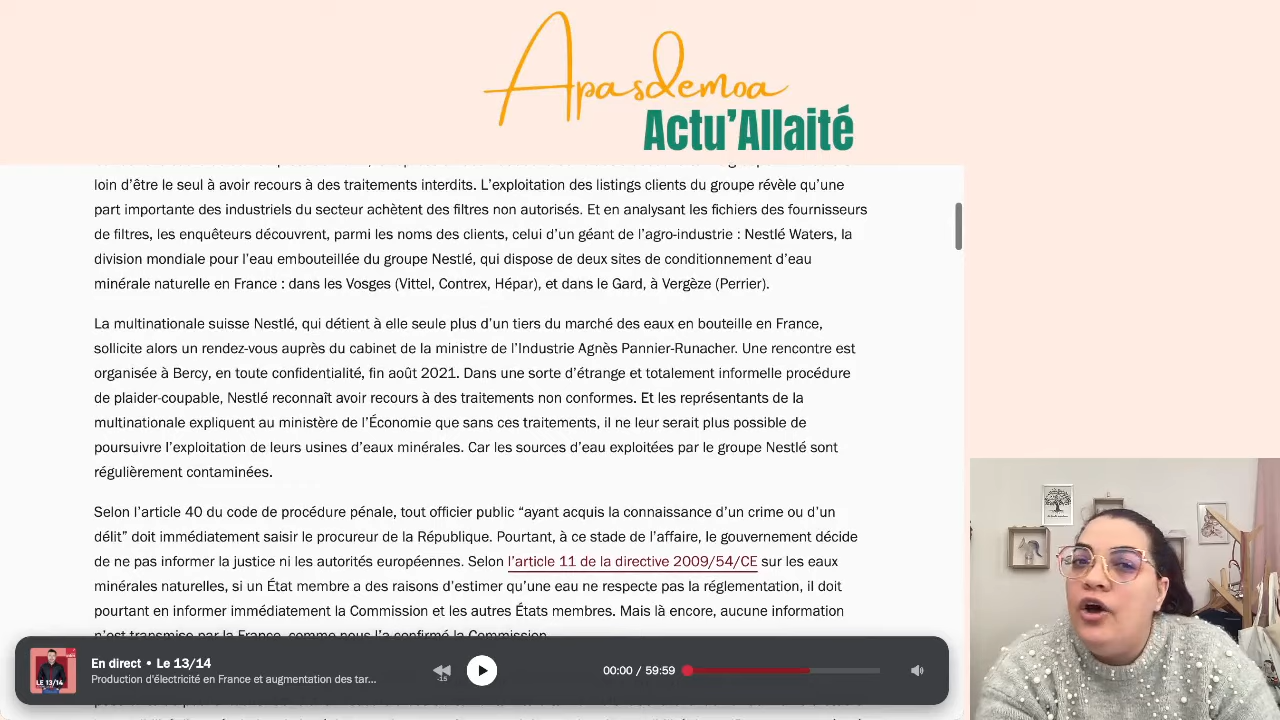 Apasdemoa
Actu’Allaité
loin d’être le seul à avoir recours à des traitements interdits. L’exploitation des listings clients du groupe révèle qu’une
part importante des industriels du secteur achètent des filtres non autorisés. Et en analysant les fichiers des fournisseurs
de filtres, les enquêteurs découvrent, parmi les noms des clients, celui d’un géant de l’agro-industrie : Nestlé Waters, la
division mondiale pour l’eau embouteillée du groupe Nestlé, qui dispose de deux sites de conditionnement d’eau
minérale naturelle en France : dans les Vosges (Vittel, Contrex, Hépar), et dans le Gard, à Vergèze (Perrier).
La multinationale suisse Nestlé, qui détient à elle seule plus d’un tiers du marché des eaux en bouteille en France,
sollicite alors un rendez-vous auprès du cabinet de la ministre de l’Industrie Agnès Pannier-Runacher. Une rencontre est
organisée à Bercy, en toute confidentialité, fin août 2021. Dans une sorte d’étrange et totalement informelle procédure
de plaider-coupable, Nestlé reconnaît avoir recours à des traitements non conformes. Et les représentants de la
multinationale expliquent au ministère de l’Économie que sans ces traitements, il ne leur serait plus possible de
poursuivre l’exploitation de leurs usines d’eaux minérales. Car les sources d’eau exploitées par le groupe Nestlé sont
régulièrement contaminées.
Selon l’article 40 du code de procédure pénale, tout officier public “ayant acquis la connaissance d’un crime ou d’un
délit” doit immédiatement saisir le procureur de la République. Pourtant, à ce stade de l’affaire, le gouvernement décide
de ne pas informer la justice ni les autorités européennes. Selon l’article 11 de la directive 2009/54/CE sur les eaux
minérales naturelles, si un État membre a des raisons d’estimer qu’une eau ne respecte pas la réglementation, il doit
pourtant en informer immédiatement la Commission et les autres États membres. Mais là encore, aucune information
n’est transmise par la France, comme nous l’a confirmé la Commission.
LE 13/14
En direct • Le 13/14
Production d'électricité en France et augmentation des tar...
-15
00:00 / 59:59